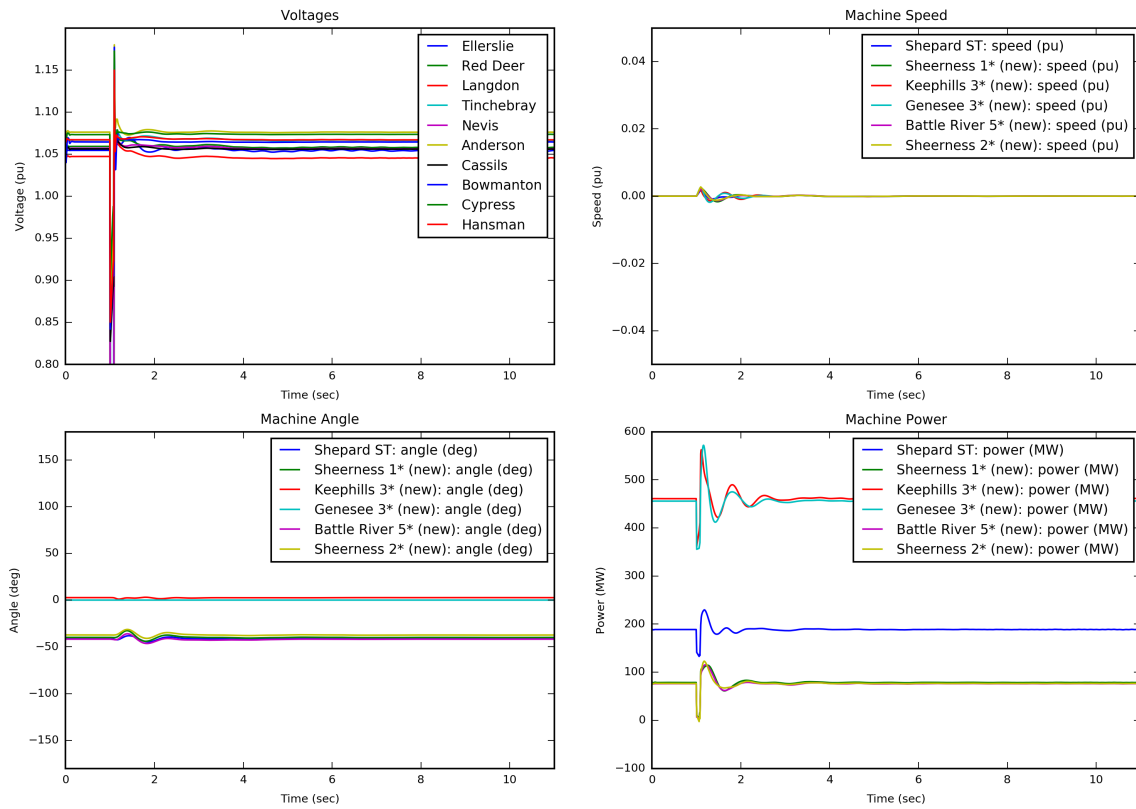 Voltages
1.15
1.10
1.05
1.00
0.95
0.90
0.85
0.80
Voltage (pu)
Ellerslie
Red Deer
Langdon
Tinchebray
Nevis
Anderson
Cassils
Bowmanton
Cypress
Hansman
0 2 4 6 8 10
Time (sec)
Machine Speed
0.04
0.02
0.00
−0.02
−0.04
Speed (pu)
Shepard ST: speed (pu)
Sheerness 1* (new): speed (pu)
Keephills 3* (new): speed (pu)
Genesee 3* (new): speed (pu)
Battle River 5* (new): speed (pu)
Sheerness 2* (new): speed (pu)
0 2 4 6 8 10
Time (sec)
Machine Angle
150
100
50
0
−50
−100
−150
Angle (deg)
Shepard ST: angle (deg)
Sheerness 1* (new): angle (deg)
Keephills 3* (new): angle (deg)
Genesee 3* (new): angle (deg)
Battle River 5* (new): angle (deg)
Sheerness 2* (new): angle (deg)
0 2 4 6 8 10
Time (sec)
Machine Power
600
500
400
300
200
100
0
−100
Power (MW)
Shepard ST: power (MW)
Sheerness 1* (new): power (MW)
Keephills 3* (new): power (MW)
Genesee 3* (new): power (MW)
Battle River 5* (new): power (MW)
Sheerness 2* (new): power (MW)
0 2 4 6 8 10
Time (sec)